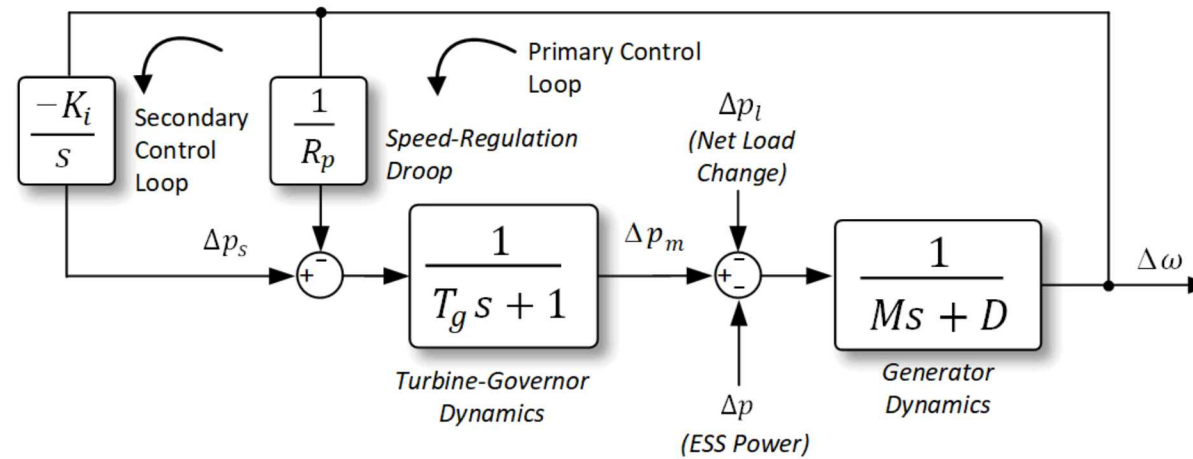 −K_i
s
Secondary
Control
Loop
1
R_p
Speed-Regulation
Droop
Primary Control
Loop
Δp_l
(Net Load
Change)
Δp_s
+
−
1
T_g s + 1
Turbine-Governor
Dynamics
Δp_m
−
+
−
Δp
(ESS Power)
1
Ms + D
Generator
Dynamics
Δω